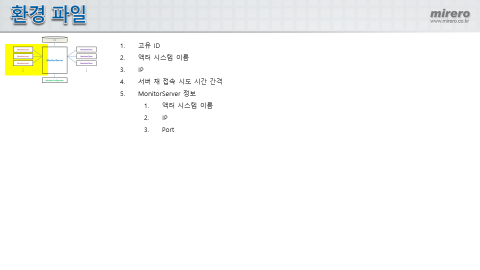 환경 파일
mirero
www.mirero.co.kr
MonitorServer
1. 고유 ID
2. 액터 시스템 이름
3. IP
4. 서버 재 접속 시도 시간 간격
5. MonitorServer 정보
1. 액터 시스템 이름
2. IP
3. Port